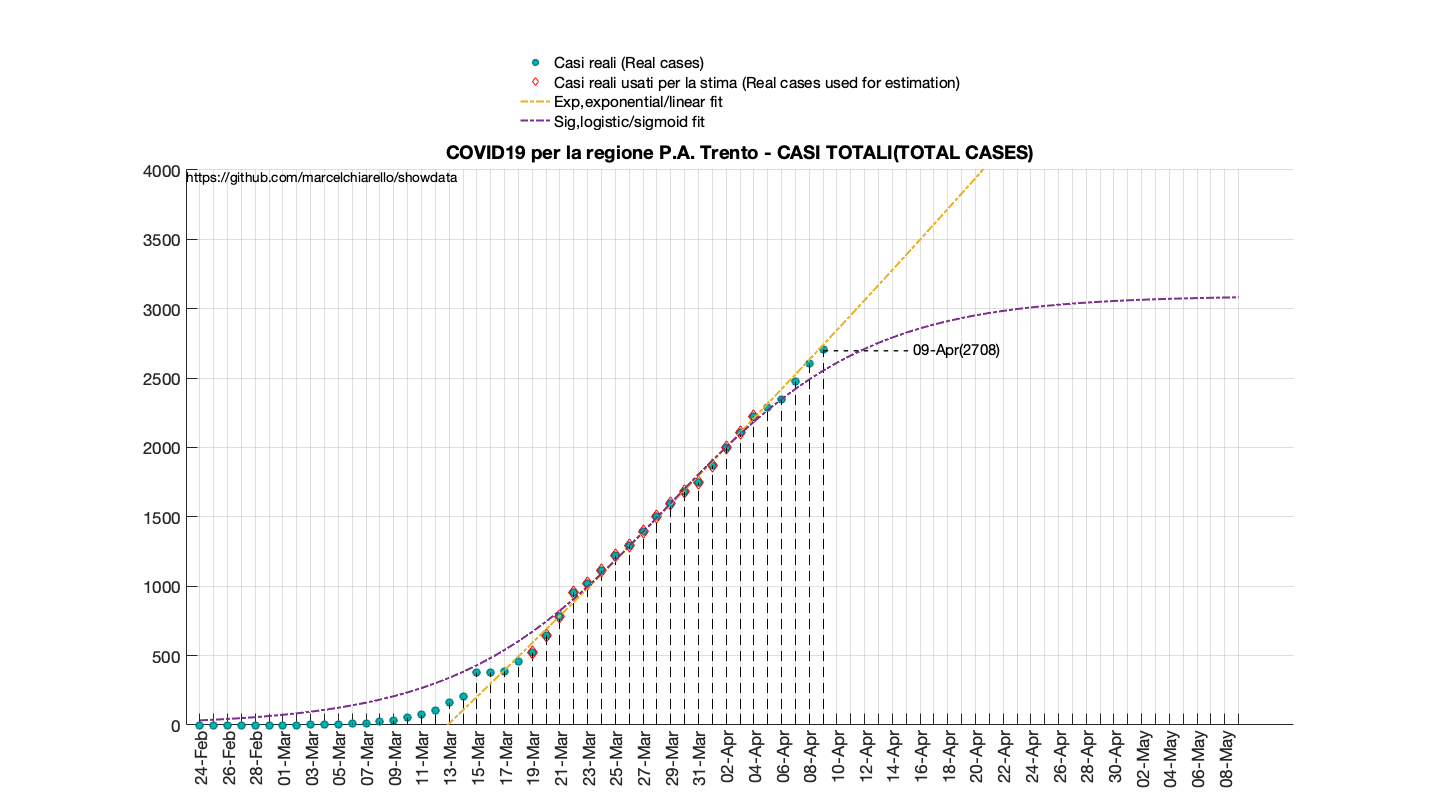 Casi reali (Real cases)
Casi reali usati per la stima (Real cases used for estimation)
Exp,exponential/linear fit
Sig,logistic/sigmoid fit
COVID19 per la regione P.A. Trento - CASI TOTALI(TOTAL CASES)
https://github.com/marcelchiarello/showdata
4000
3500
3000
2500
2000
1500
1000
500
0
09-Apr(2708)
24-Feb
26-Feb
28-Feb
01-Mar
03-Mar
05-Mar
07-Mar
09-Mar
11-Mar
13-Mar
15-Mar
17-Mar
19-Mar
21-Mar
23-Mar
25-Mar
27-Mar
29-Mar
31-Mar
02-Apr
04-Apr
06-Apr
08-Apr
10-Apr
12-Apr
14-Apr
16-Apr
18-Apr
20-Apr
22-Apr
24-Apr
26-Apr
28-Apr
30-Apr
02-May
04-May
06-May
08-May